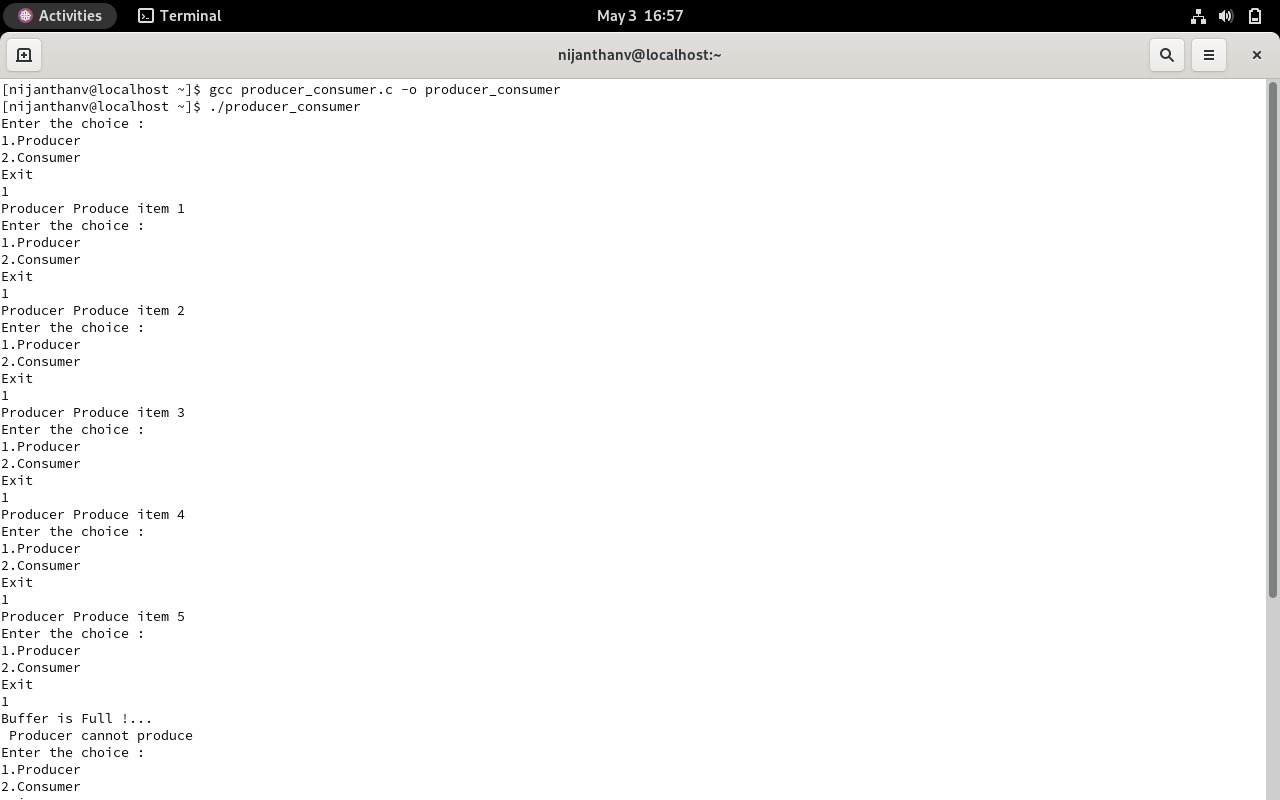 Activities
Terminal
May 3 16:57
nijanthanv@localhost:~
[nijanthanv@localhost ~]$ gcc producer_consumer.c -o producer_consumer
[nijanthanv@localhost ~]$ ./producer_consumer
Enter the choice :
1.Producer
2.Consumer
Exit
1
Producer Produce item 1
Enter the choice :
1.Producer
2.Consumer
Exit
1
Producer Produce item 2
Enter the choice :
1.Producer
2.Consumer
Exit
1
Producer Produce item 3
Enter the choice :
1.Producer
2.Consumer
Exit
1
Producer Produce item 4
Enter the choice :
1.Producer
2.Consumer
Exit
1
Producer Produce item 5
Enter the choice :
1.Producer
2.Consumer
Exit
1
Buffer is Full !...
 Producer cannot produce
Enter the choice :
1.Producer
2.Consumer